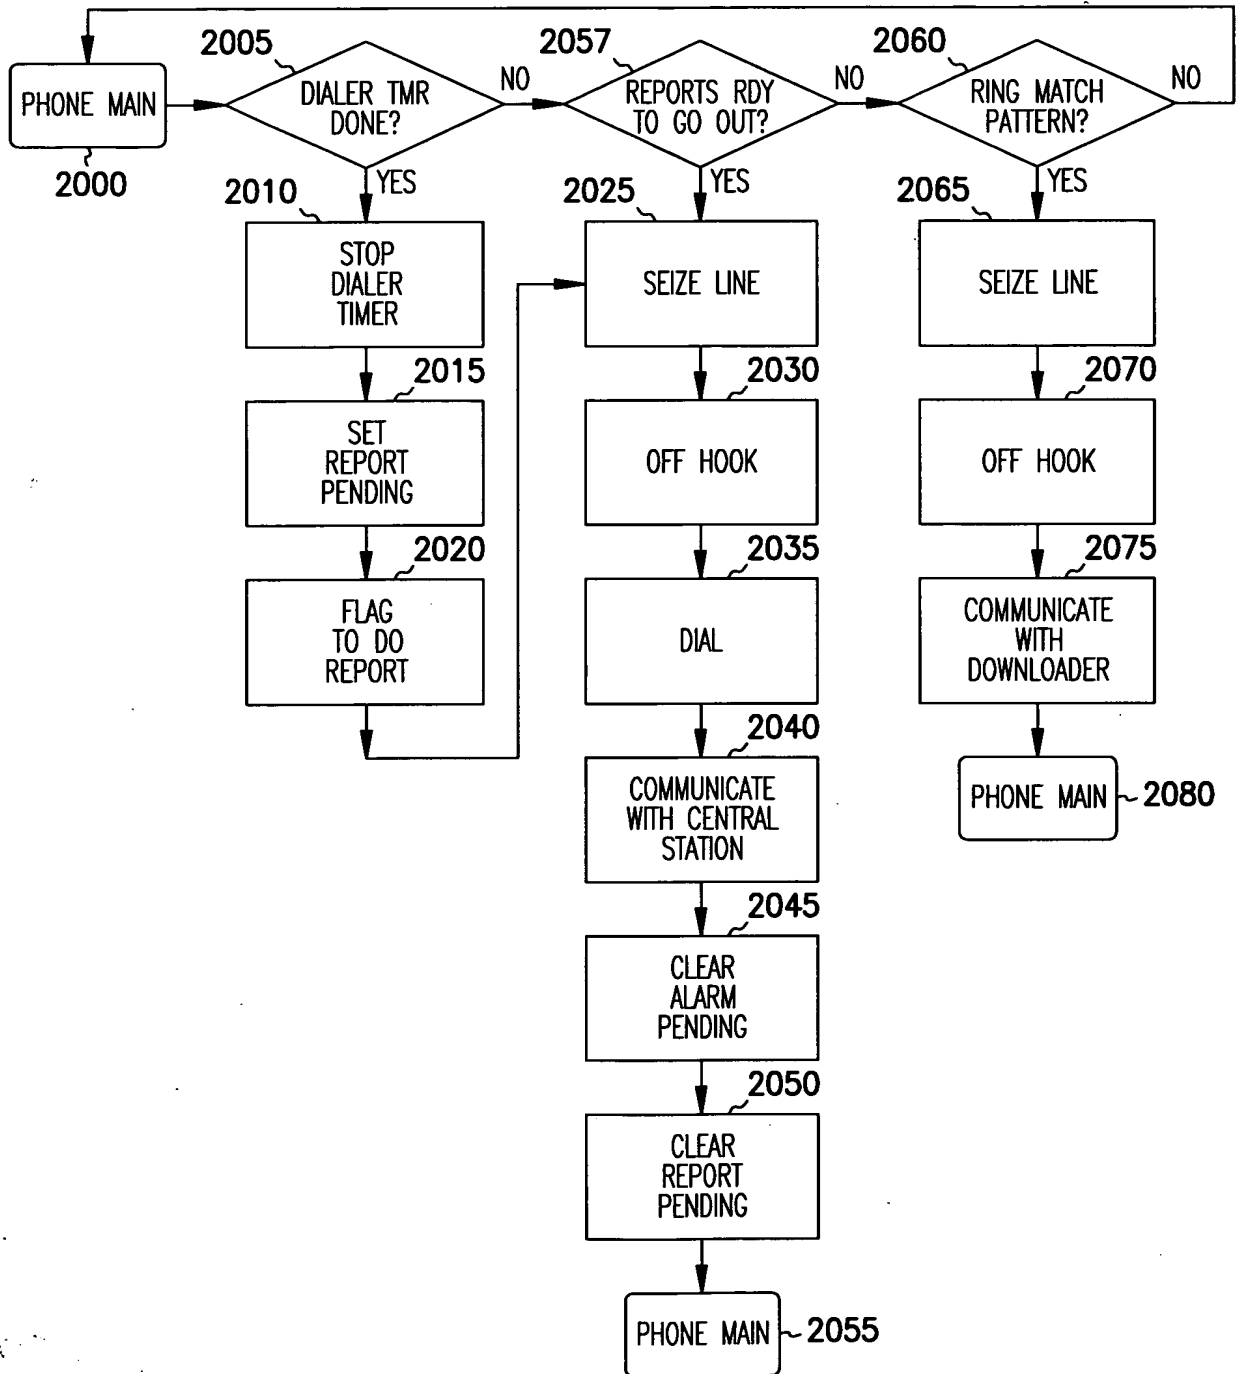 2005
2057
2060
PHONE MAIN
2000
DIALER TMR
DONE?
NO
YES
REPORTS RDY
TO GO OUT?
NO
YES
RING MATCH
PATTERN?
NO
YES
2010
STOP
DIALER
TIMER
2015
SET
REPORT
PENDING
2020
FLAG
TO DO
REPORT
2025
SEIZE LINE
2030
OFF HOOK
2035
DIAL
2040
COMMUNICATE
WITH CENTRAL
STATION
2045
CLEAR
ALARM
PENDING
2050
CLEAR
REPORT
PENDING
PHONE MAIN
2055
2065
SEIZE LINE
2070
OFF HOOK
2075
COMMUNICATE
WITH
DOWNLOADER
PHONE MAIN
2080